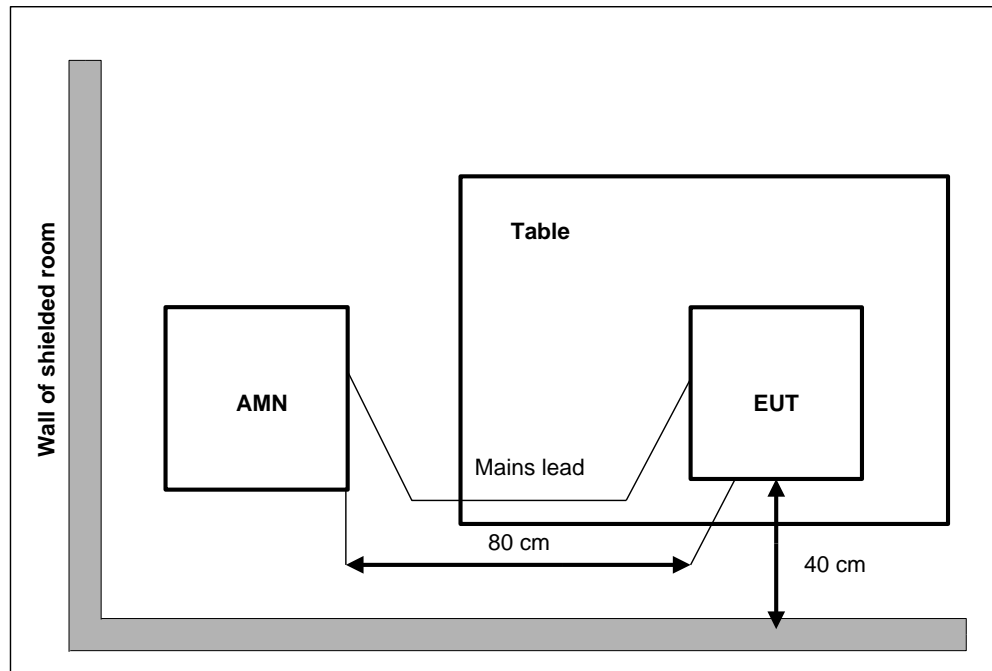 Wall of shielded room
Table
AMN
EUT
Mains lead
80 cm
40 cm